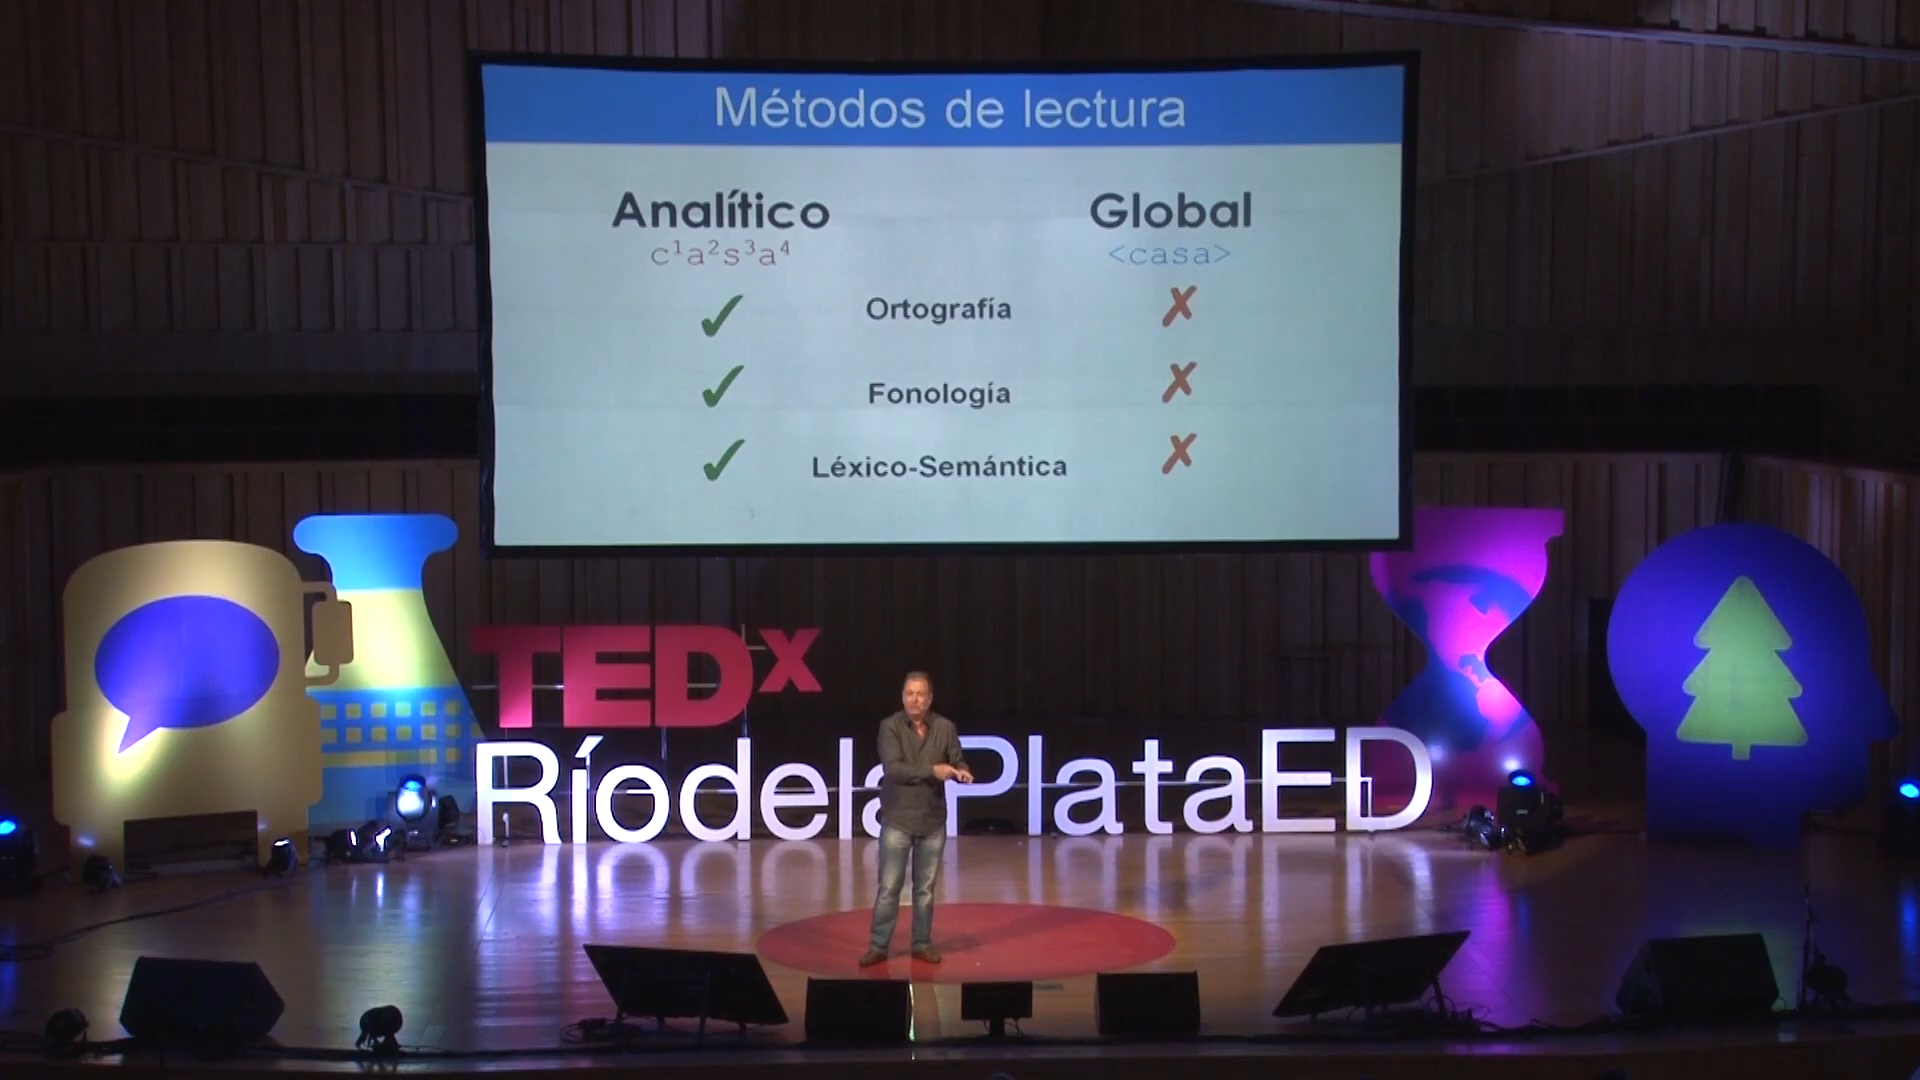 Métodos de lectura
Analítico Global
c¹a²s³a⁴ <casa>
✓ Ortografía ✗
✓ Fonología ✗
✓ Léxico-Semántica ✗
TEDx
RíodelaPlataED